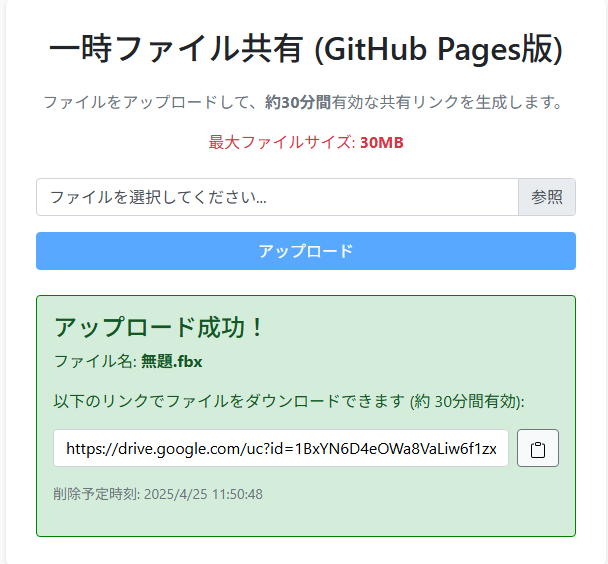 一時ファイル共有 (GitHub Pages版)
ファイルをアップロードして、約30分間有効な共有リンクを生成します。
最大ファイルサイズ: 30MB
ファイルを選択してください... 参照
アップロード
アップロード成功！
ファイル名: 無題.fbx
以下のリンクでファイルをダウンロードできます (約 30分間有効):
https://drive.google.com/uc?id=1BxYN6D4eOWa8VaLiw6f1zx
削除予定時刻: 2025/4/25 11:50:48